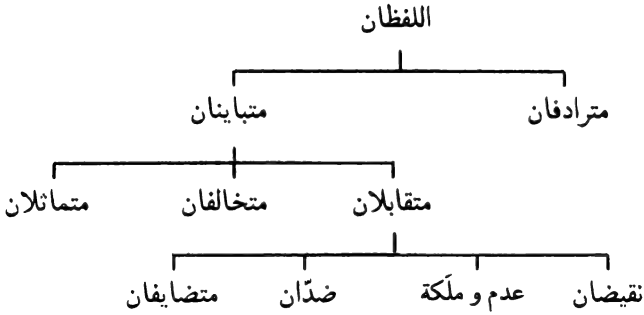 اللفظان
مترادفان متباينان
متقابلان متخالفان متماثلان
نقيضان عدم و ملَكة ضدّان متضايفان